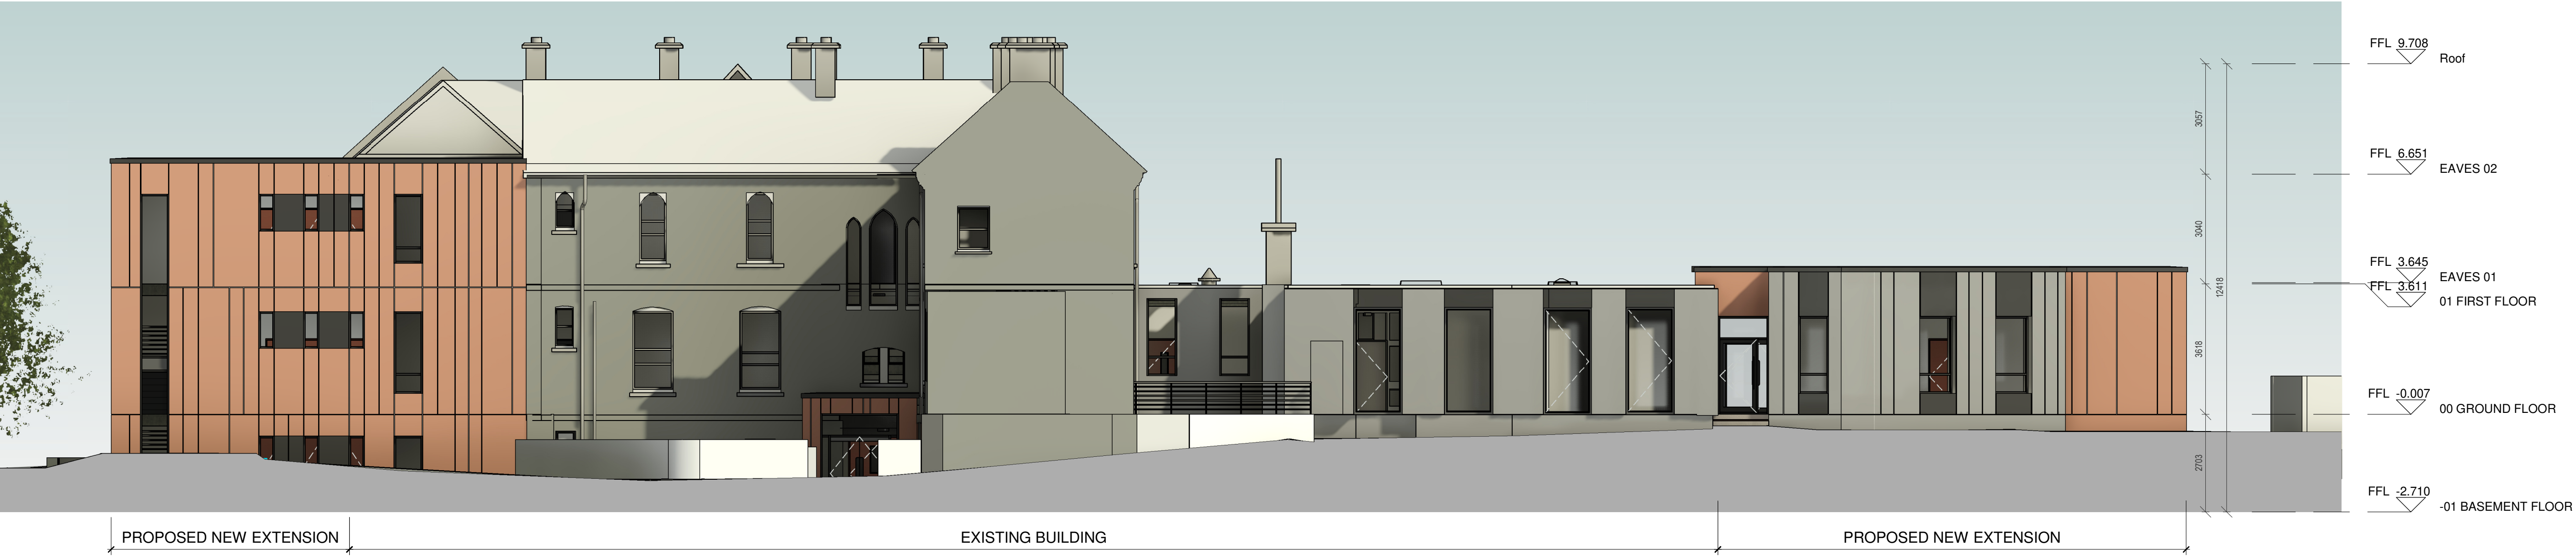 FFL 9.708
Roof
3057
FFL 6.651
EAVES 02
3040
FFL 3.645
EAVES 01
12418
FFL 3.611
01 FIRST FLOOR
3618
FFL -0.007
00 GROUND FLOOR
2703
FFL -2.710
-01 BASEMENT FLOOR
PROPOSED NEW EXTENSION
EXISTING BUILDING
PROPOSED NEW EXTENSION